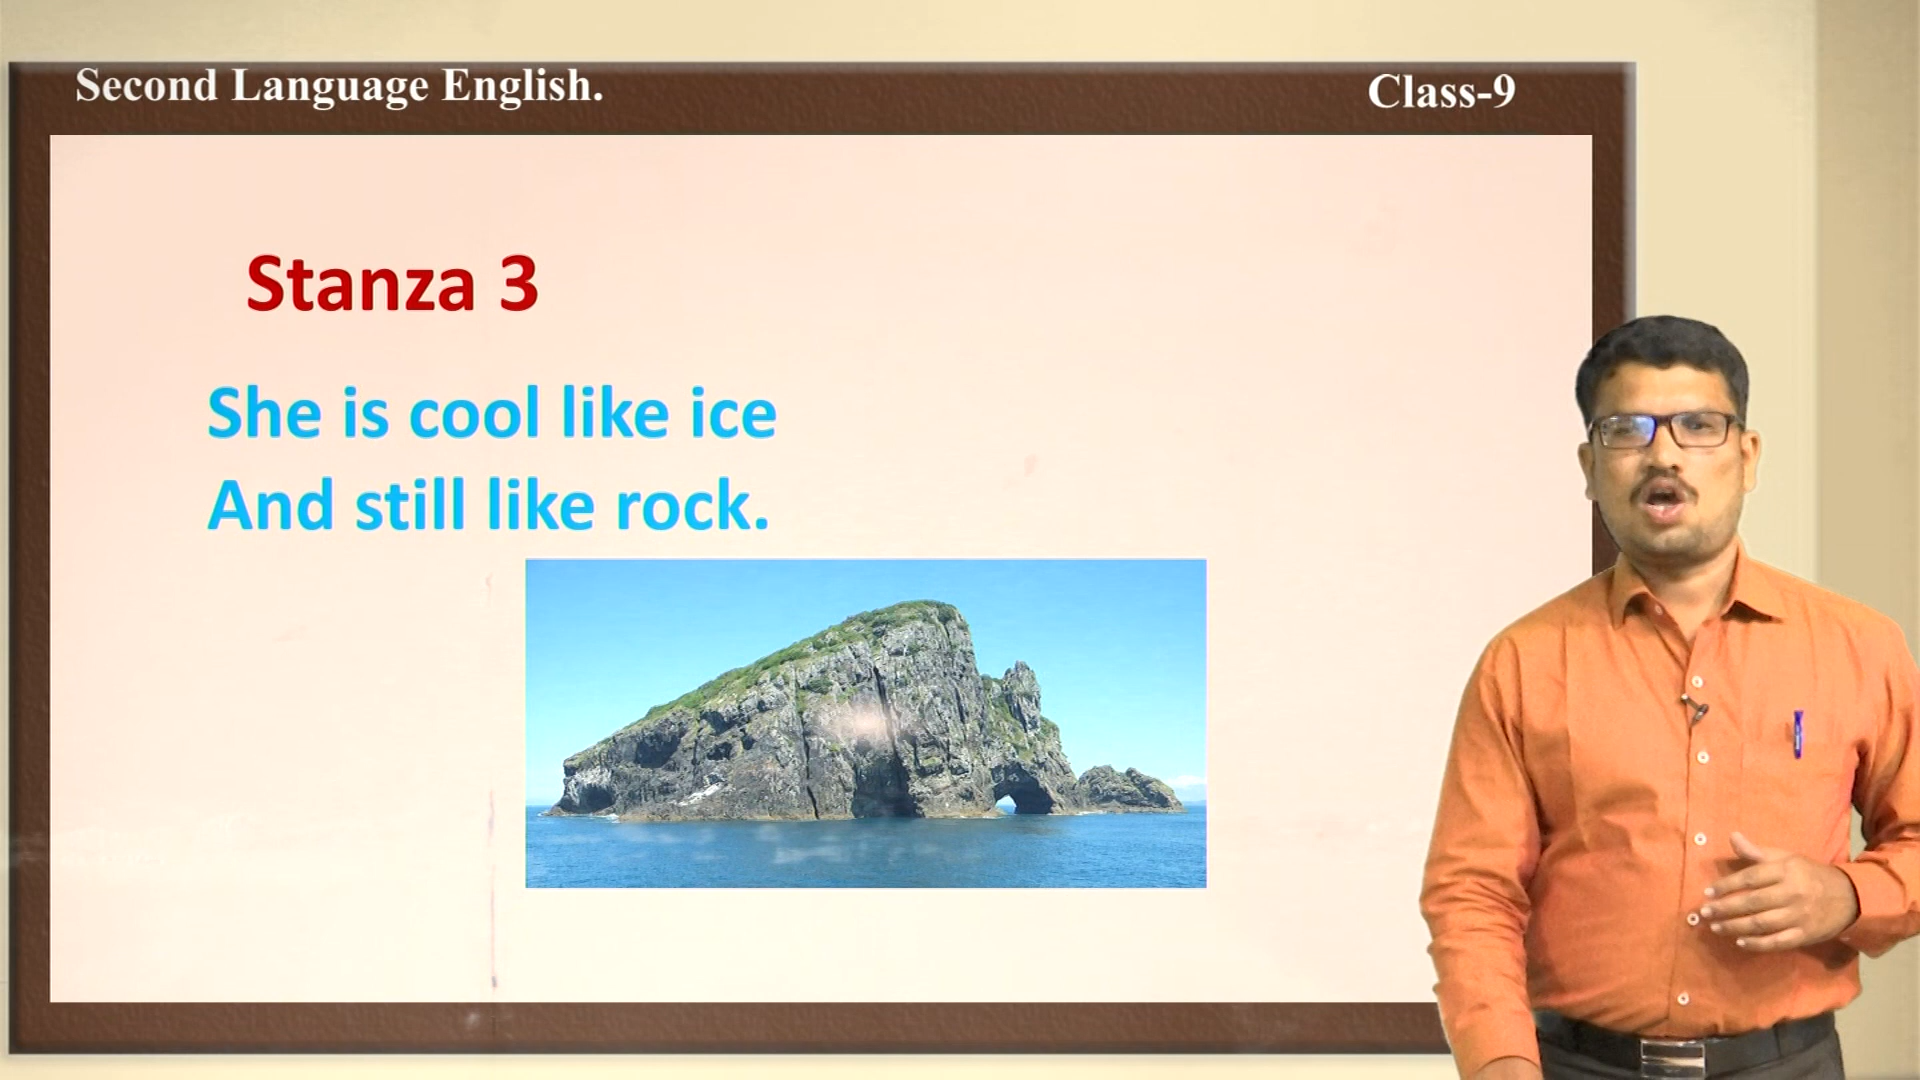 Second Language English.
Class-9
Stanza 3
She is cool like ice
And still like rock.